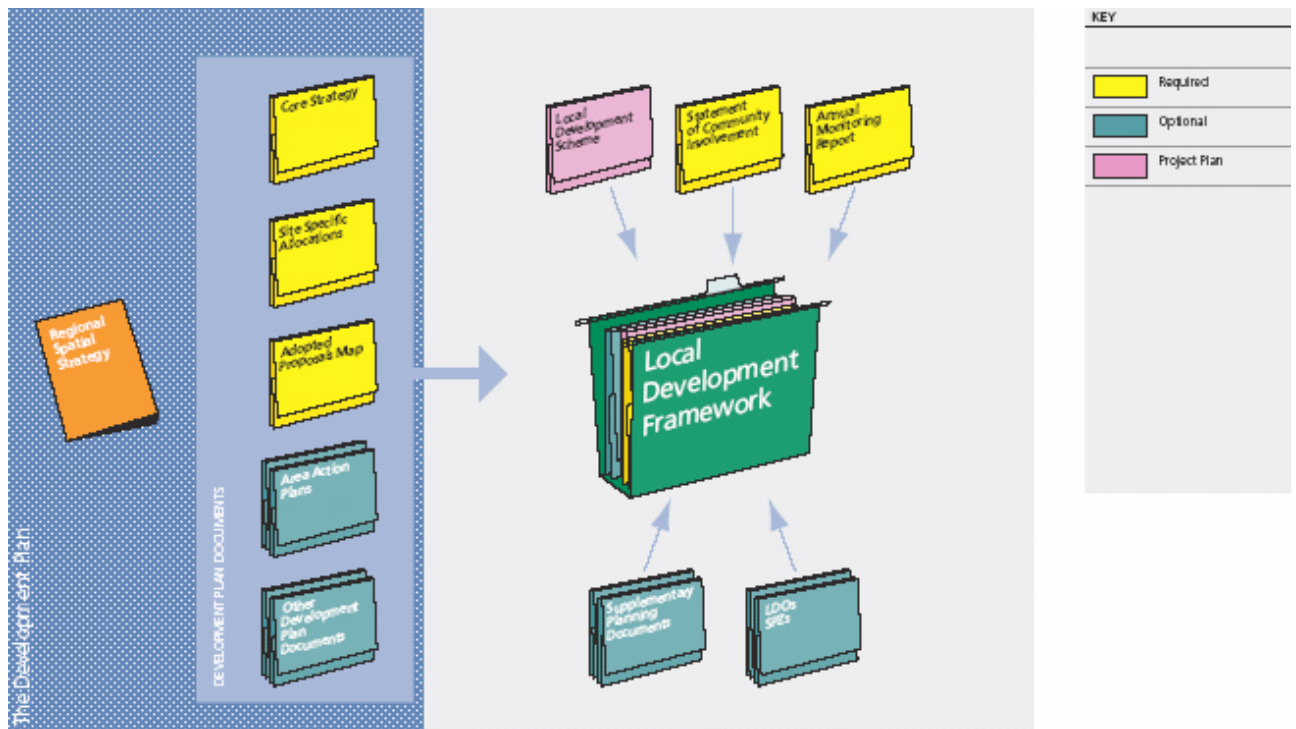 The Development Plan
Regional
Spatial
Strategy
DEVELOPMENT PLAN DOCUMENTS
Core Strategy
Site Specific
Allocations
Adopted
Proposals Map
Area Action
Plans
Other
Development
Plan
Documents
Local
Development
Scheme
Statement
of Community
Involvement
Annual
Monitoring
Report
Local
Development
Framework
Supplementary
Planning
Documents
LDOs
SPZs
KEY
Required
Optional
Project Plan